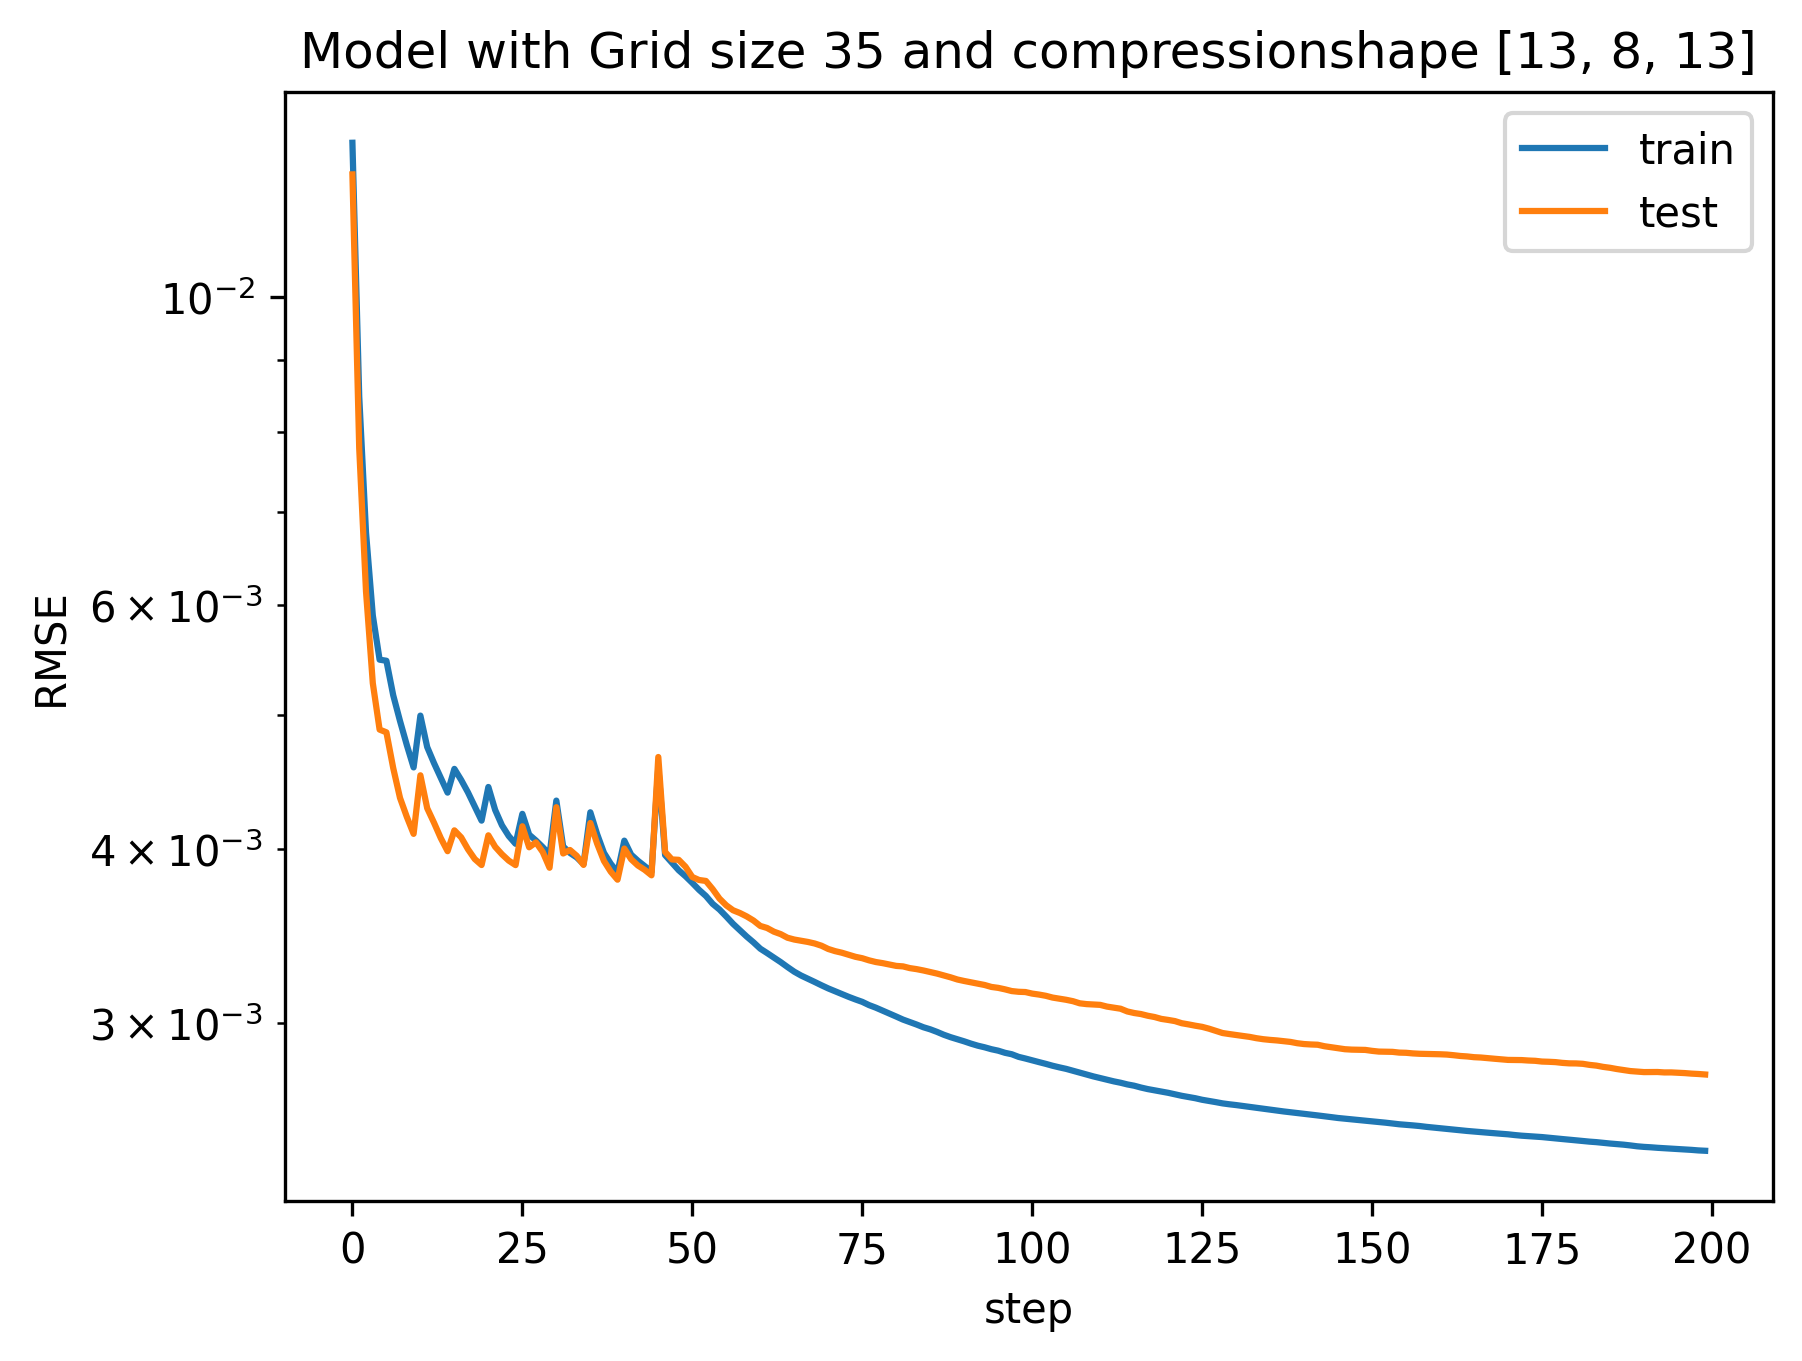 Model with Grid size 35 and compressionshape [13, 8, 13]
train
test
10⁻²
6 × 10⁻³
4 × 10⁻³
3 × 10⁻³
RMSE
0 25 50 75 100 125 150 175 200
step